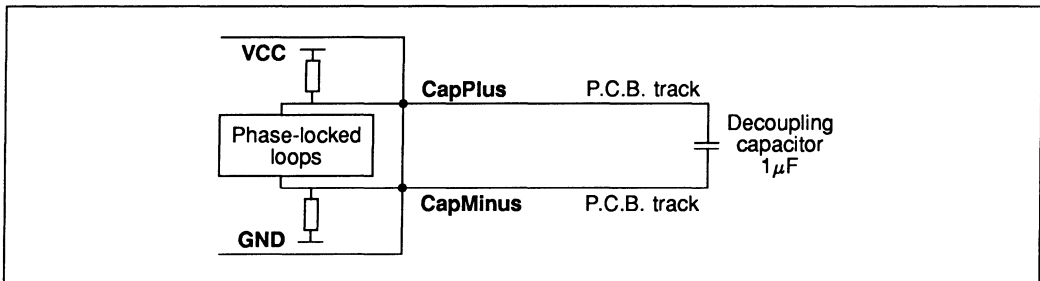 VCC
CapPlus
P.C.B. track
Phase-locked
loops
Decoupling
capacitor
1μF
CapMinus
P.C.B. track
GND